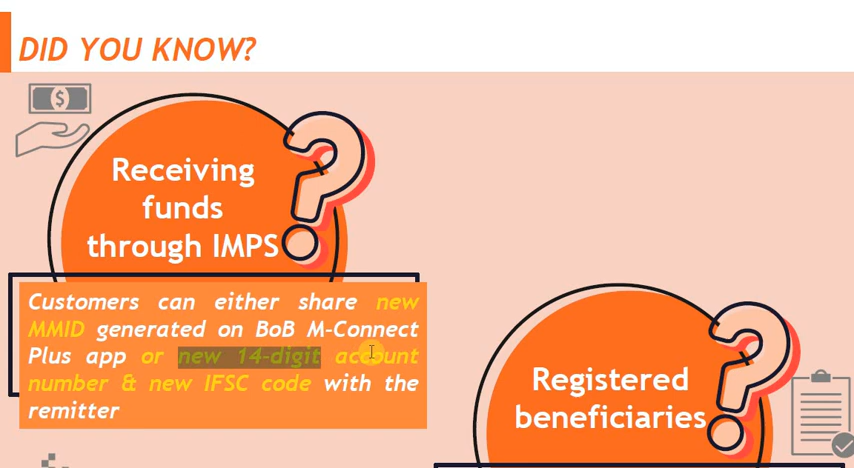 DID YOU KNOW?
Receiving
funds
through IMPS
Customers can either share new
MMID generated on BoB M-Connect
Plus app or new 14-digit account
number & new IFSC code with the
remitter
Registered
beneficiaries